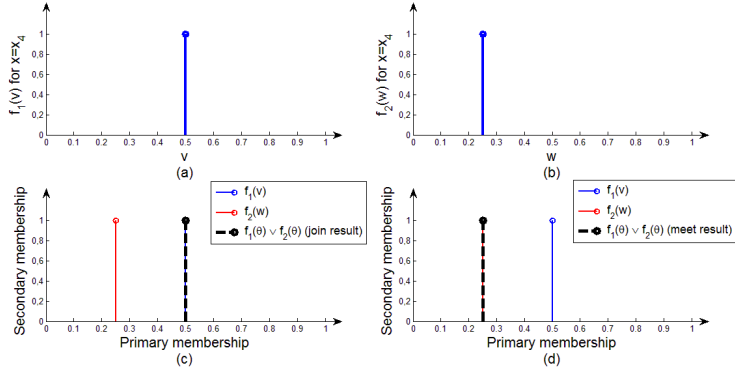 f1(v) for x=x4
1
0,8
0,6
0,4
0,2
0
0 0.1 0.2 0.3 0.4 0.5 0.6 0.7 0.8 0.9 1
v
(a)
f2(w) for x=x4
1
0,8
0,6
0,4
0,2
0
0 0.1 0.2 0.3 0.4 0.5 0.6 0.7 0.8 0.9 1
w
(b)
Secondary membership
1
0,8
0,6
0,4
0,2
0
0 0.1 0.2 0.3 0.4 0.5 0.6 0.7 0.8 0.9 1
Primary membership
(c)
f1(v)
f2(w)
f1(θ) ∨ f2(θ) (join result)
Secondary membership
1
0,8
0,6
0,4
0,2
0
0 0.1 0.2 0.3 0.4 0.5 0.6 0.7 0.8 0.9 1
Primary membership
(d)
f1(v)
f2(w)
f1(θ) ∨ f2(θ) (meet result)